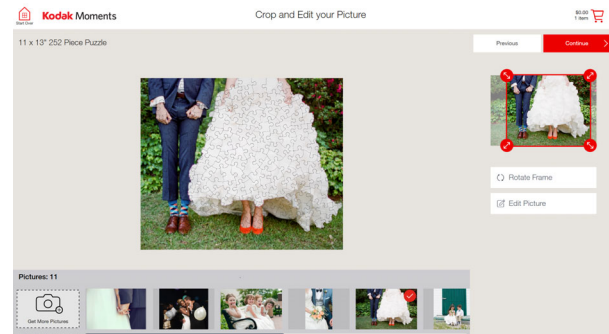 Start Over
Kodak Moments
Crop and Edit your Picture
$0.00
1 item
11 x 13" 252 Piece Puzzle
Previous
Continue
Rotate Frame
Edit Picture
Pictures: 11
Get More Pictures